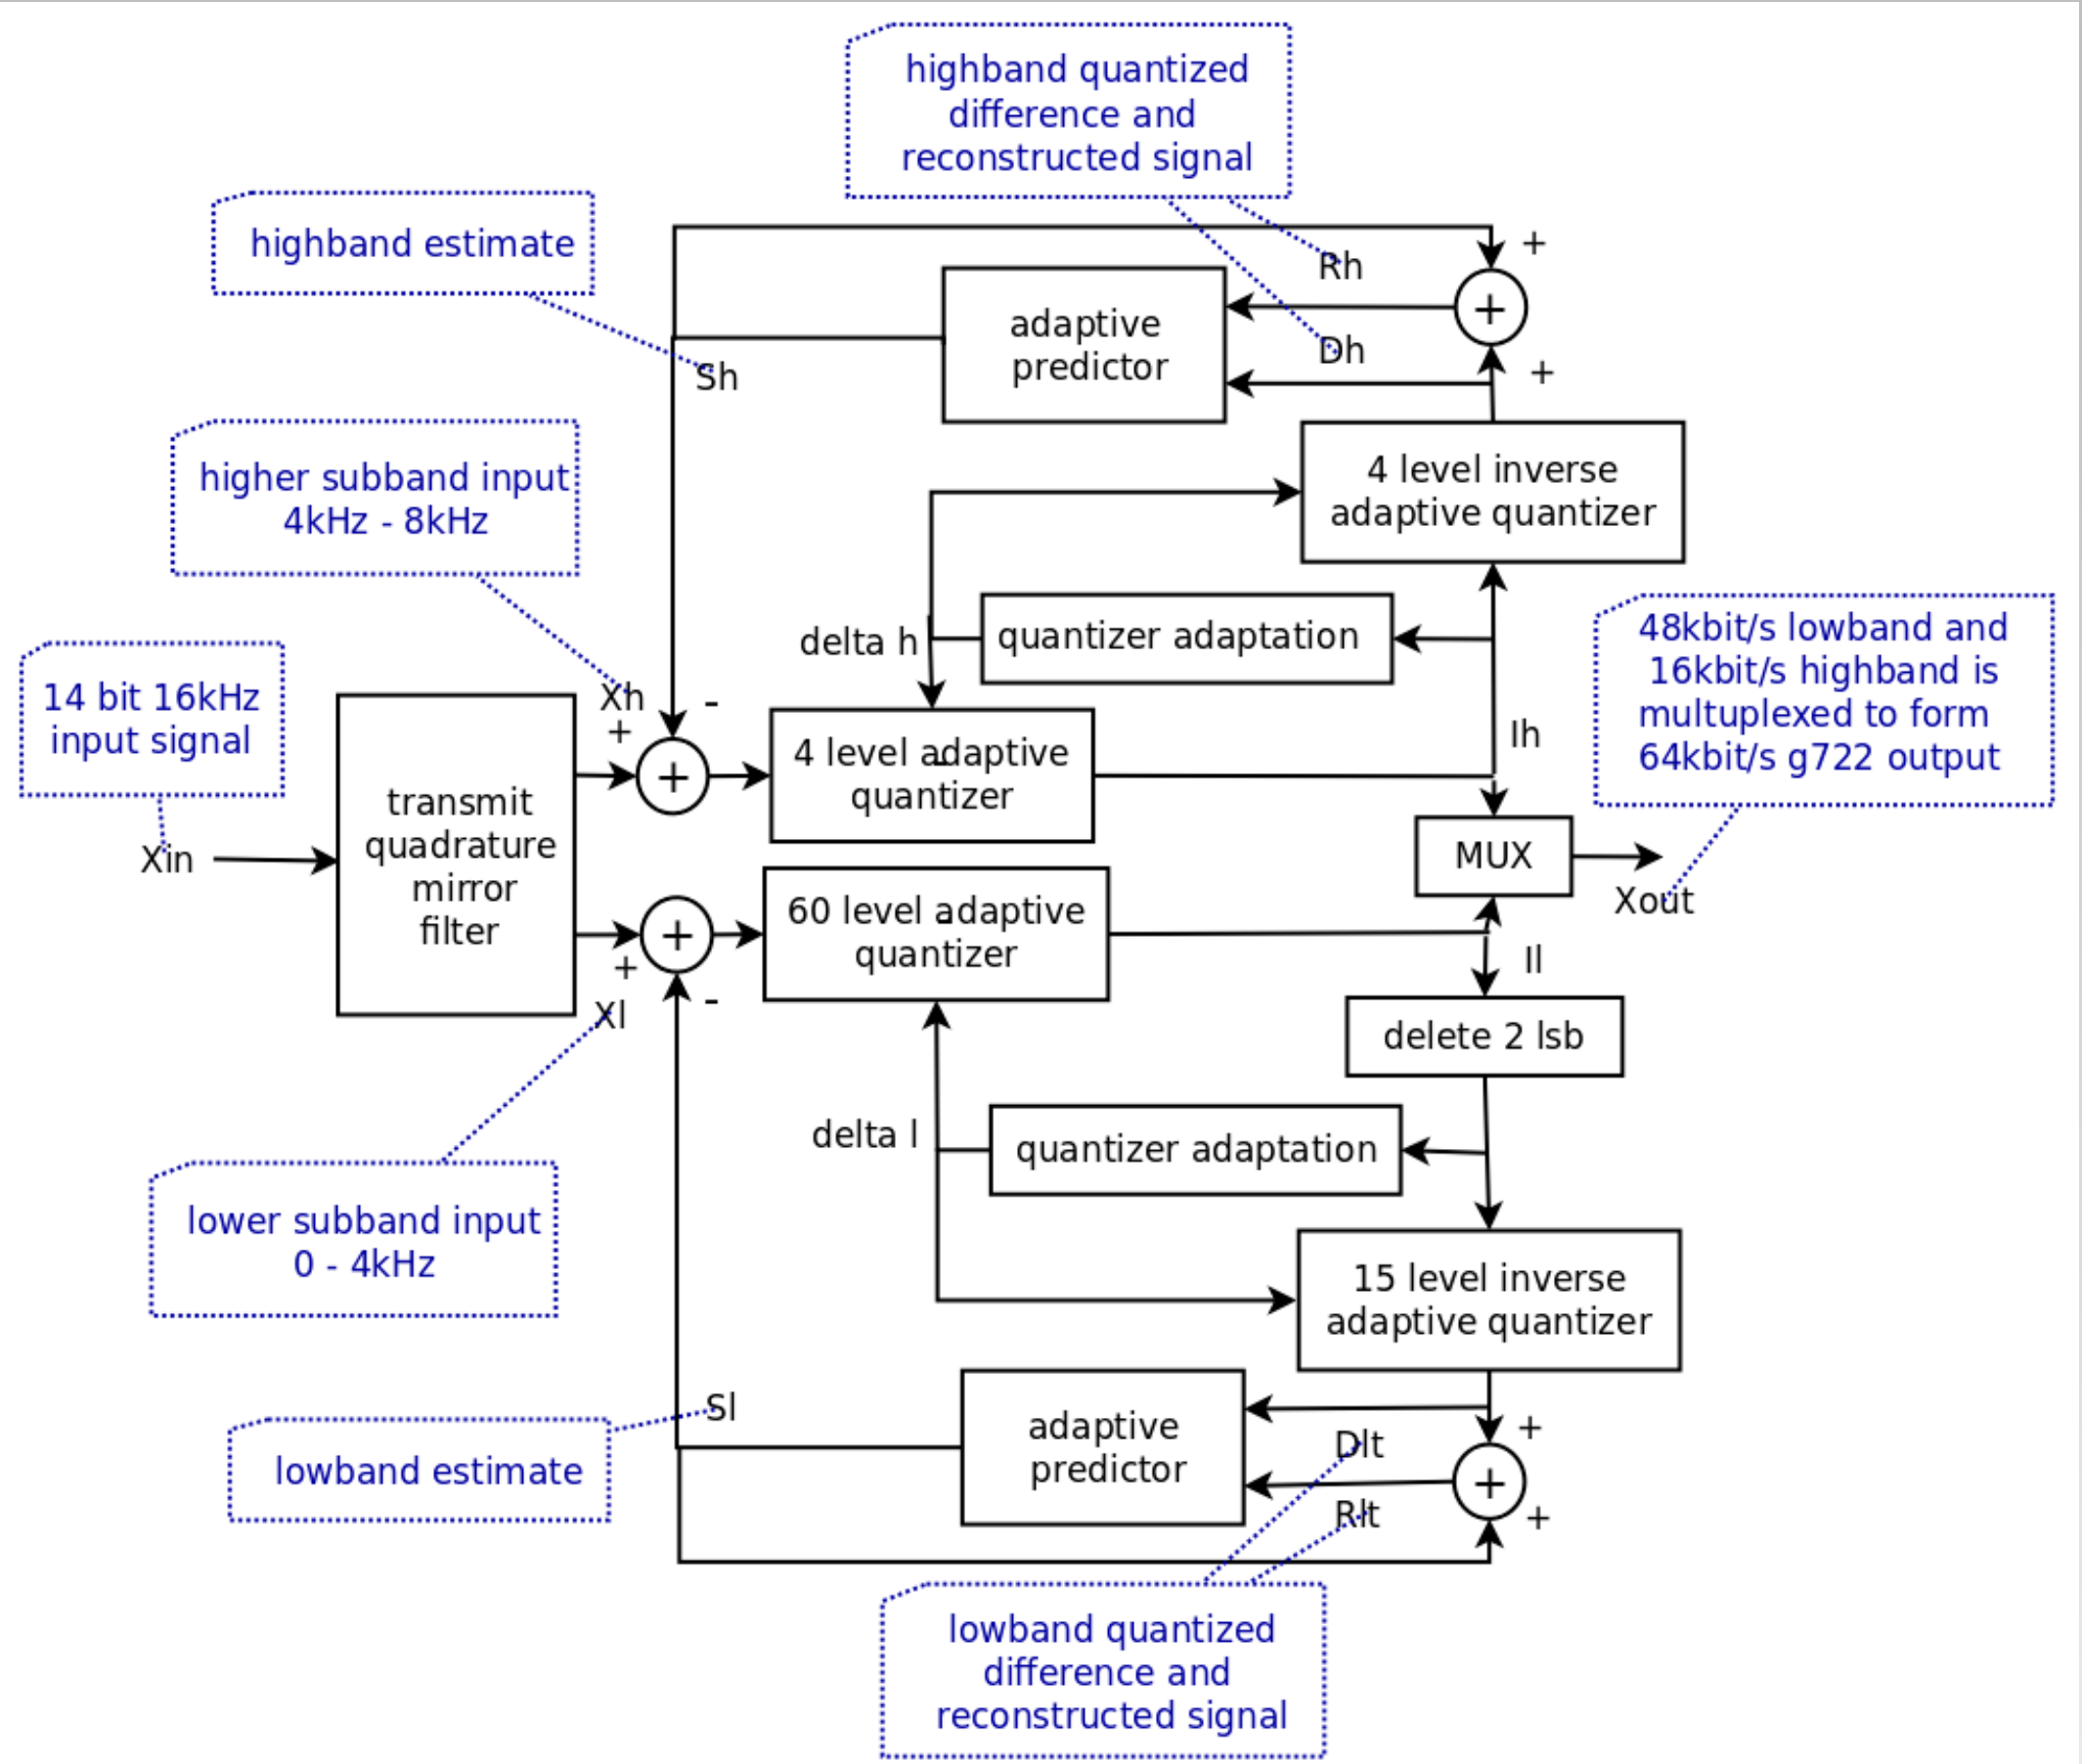 highband quantized
difference and
reconstructed signal
highband estimate
+
Rh
+
adaptive
predictor
Dh
+
Sh
higher subband input
4kHz - 8kHz
4 level inverse
adaptive quantizer
delta h
quantizer adaptation
48kbit/s lowband and
16kbit/s highband is
multuplexed to form
64kbit/s g722 output
14 bit 16kHz
input signal
Xh
-
+
+
4 level adaptive
quantizer
Ih
transmit
quadrature
mirror
filter
Xin
MUX
Xout
+
60 level adaptive
quantizer
+
-
Xl
Il
delete 2 lsb
delta l
quantizer adaptation
lower subband input
0 - 4kHz
15 level inverse
adaptive quantizer
Sl
lowband estimate
adaptive
predictor
+
Dlt
+
Rlt
+
lowband quantized
difference and
reconstructed signal